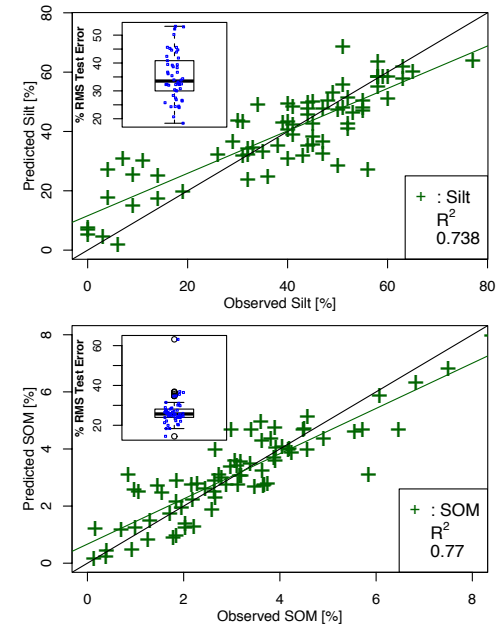 80
60
40
20
0
Predicted Silt [%]
50
40
30
20
% RMS Test Error
+ : Silt
R²
0.738
0 20 40 60 80
Observed Silt [%]
8
6
4
2
0
Predicted SOM [%]
60
40
20
% RMS Test Error
+ : SOM
R²
0.77
0 2 4 6 8
Observed SOM [%]